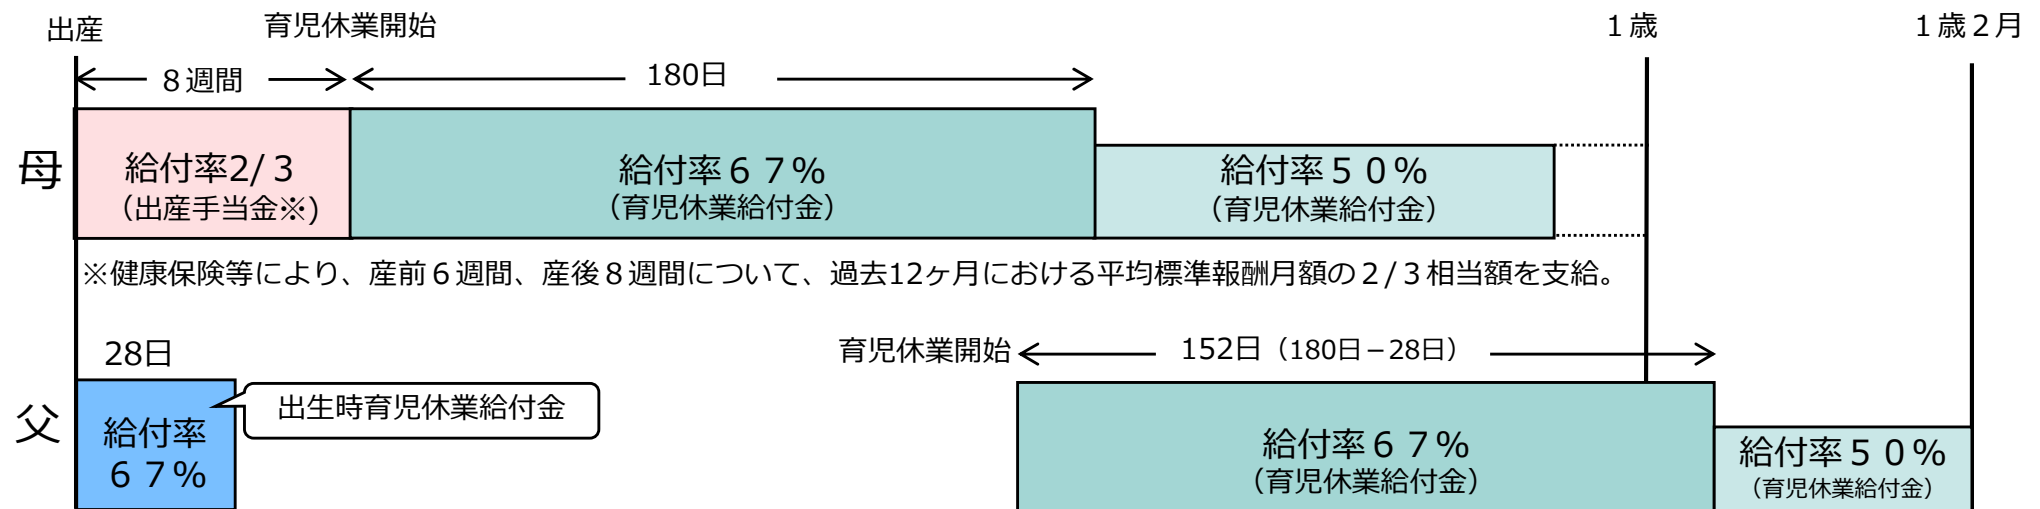 出産
育児休業開始
１歳
１歳２月
８週間
180日
母
給付率2/３
（出産手当金※)
給付率６７%
（育児休業給付金）
給付率５０%
（育児休業給付金）
※健康保険等により、産前６週間、産後８週間について、過去12ヶ月における平均標準報酬月額の２/３相当額を支給。
28日
育児休業開始
152日（180日－28日）
父
給付率
６７%
出生時育児休業給付金
給付率６７%
（育児休業給付金）
給付率５０%
（育児休業給付金）